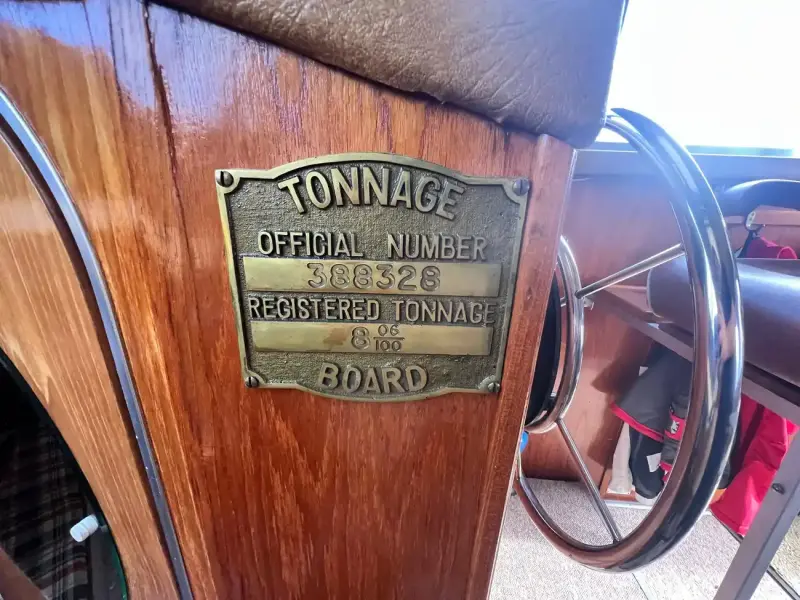 TONNAGE
OFFICIAL NUMBER
388328
REGISTERED TONNAGE
8 06/100
BOARD